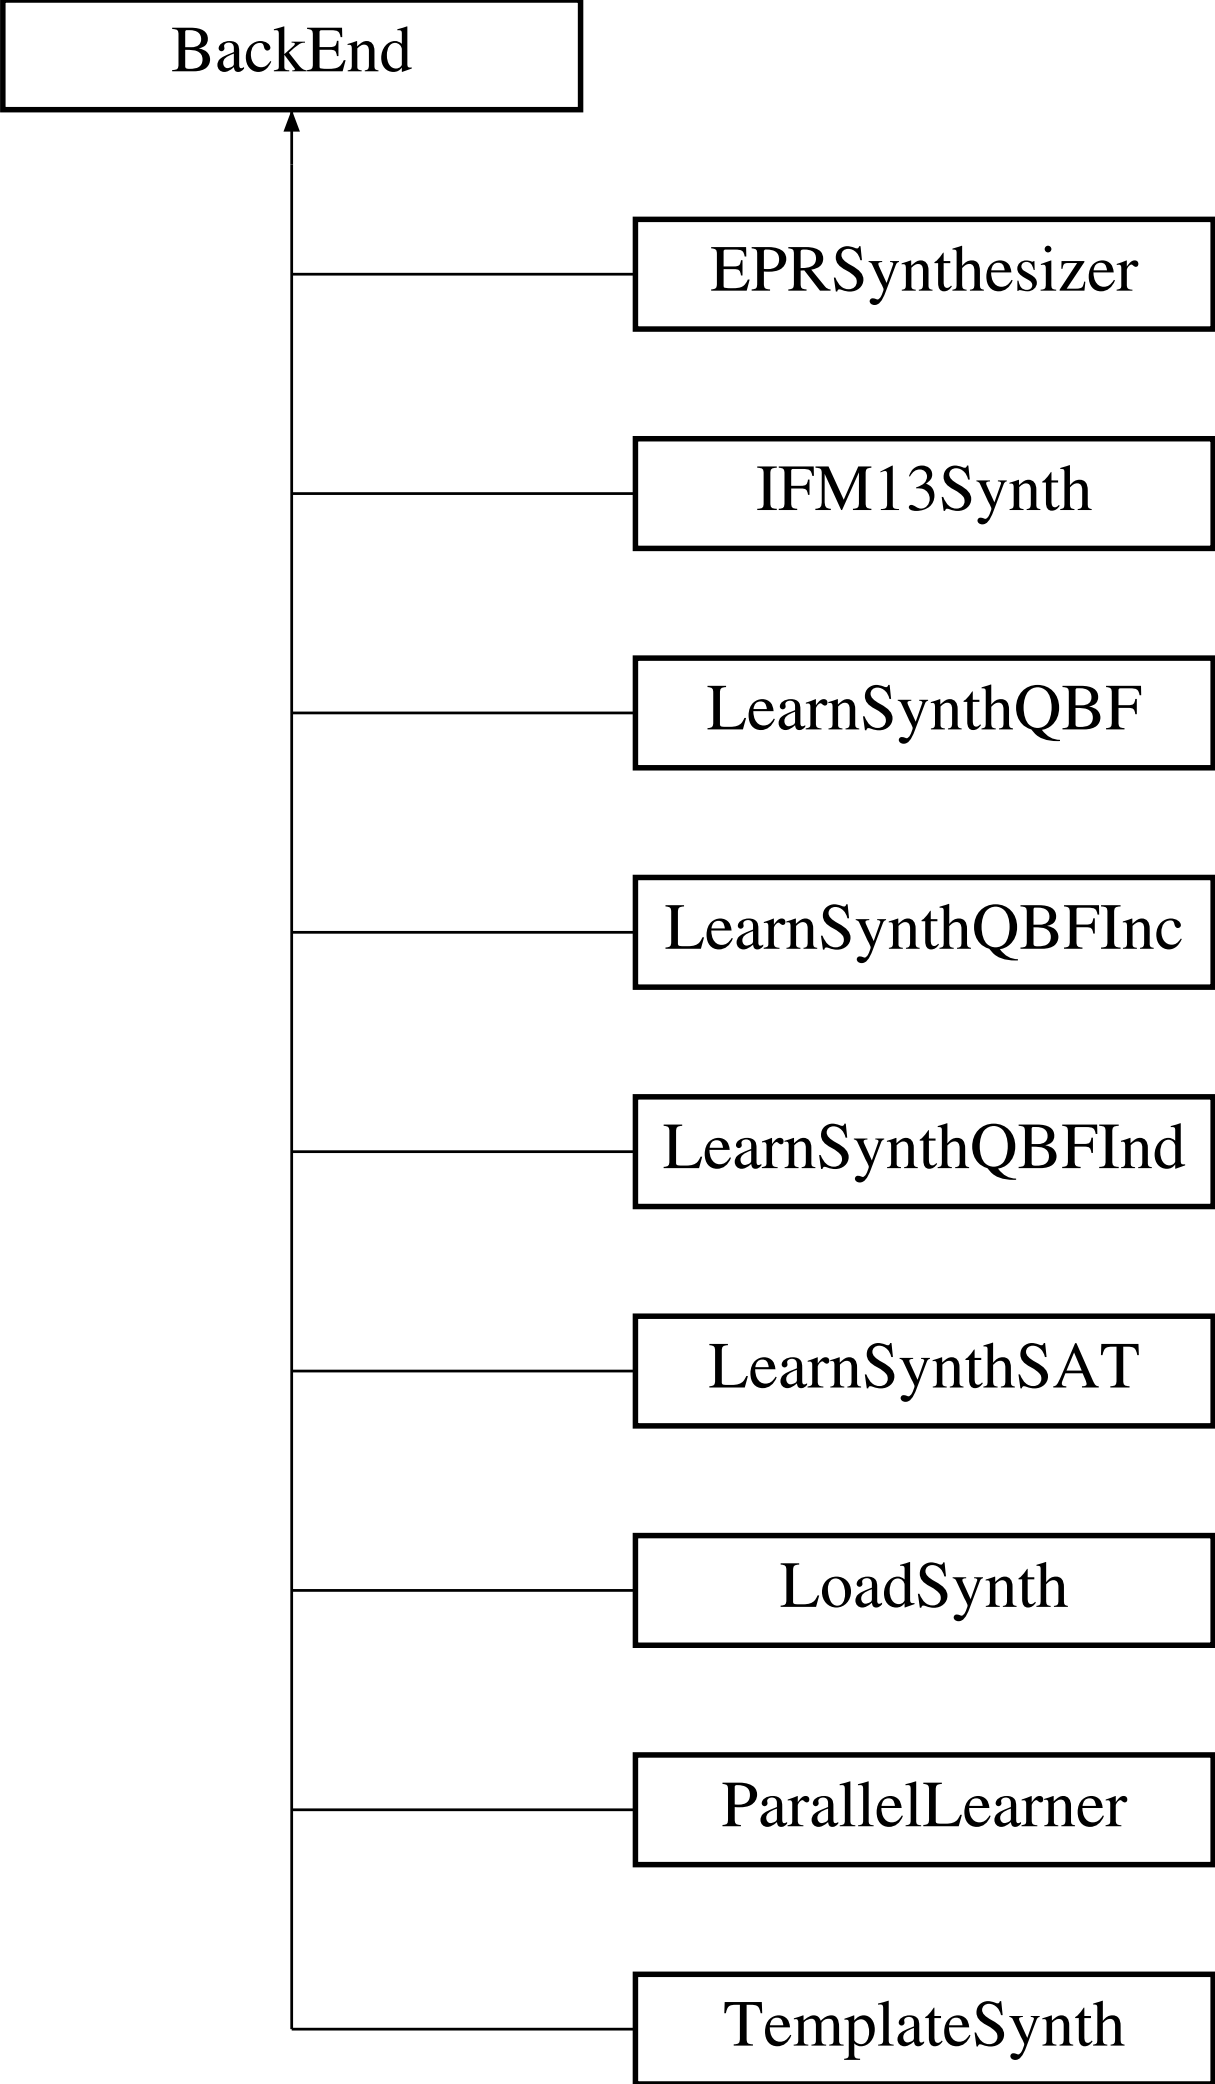 BackEnd
EPRSynthesizer
IFM13Synth
LearnSynthQBF
LearnSynthQBFInc
LearnSynthQBFInd
LearnSynthSAT
LoadSynth
ParallelLearner
TemplateSynth